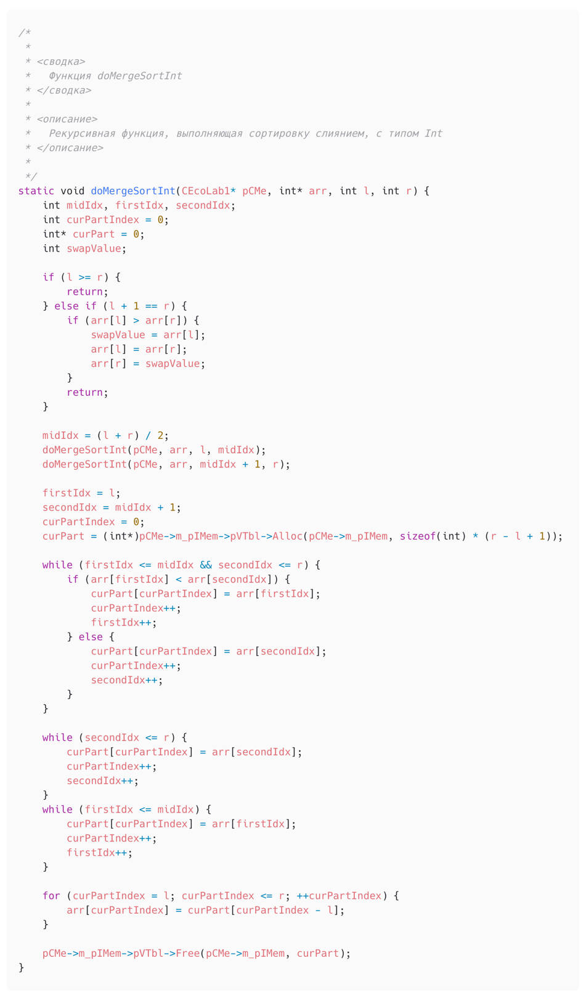 /*
 *
 * <сводка>
 *   Функция doMergeSortInt
 * </сводка>
 *
 * <описание>
 *   Рекурсивная функция, выполняющая сортировку слиянием, с типом Int
 * </описание>
 *
 */
static void doMergeSortInt(CEcoLab1* pCMe, int* arr, int l, int r) {
    int midIdx, firstIdx, secondIdx;
    int curPartIndex = 0;
    int* curPart = 0;
    int swapValue;

    if (l >= r) {
        return;
    } else if (l + 1 == r) {
        if (arr[l] > arr[r]) {
            swapValue = arr[l];
            arr[l] = arr[r];
            arr[r] = swapValue;
        }
        return;
    }

    midIdx = (l + r) / 2;
    doMergeSortInt(pCMe, arr, l, midIdx);
    doMergeSortInt(pCMe, arr, midIdx + 1, r);

    firstIdx = l;
    secondIdx = midIdx + 1;
    curPartIndex = 0;
    curPart = (int*)pCMe->m_pIMem->pVTbl->Alloc(pCMe->m_pIMem, sizeof(int) * (r - l + 1));

    while (firstIdx <= midIdx && secondIdx <= r) {
        if (arr[firstIdx] < arr[secondIdx]) {
            curPart[curPartIndex] = arr[firstIdx];
            curPartIndex++;
            firstIdx++;
        } else {
            curPart[curPartIndex] = arr[secondIdx];
            curPartIndex++;
            secondIdx++;
        }
    }

    while (secondIdx <= r) {
        curPart[curPartIndex] = arr[secondIdx];
        curPartIndex++;
        secondIdx++;
    }
    while (firstIdx <= midIdx) {
        curPart[curPartIndex] = arr[firstIdx];
        curPartIndex++;
        firstIdx++;
    }

    for (curPartIndex = l; curPartIndex <= r; ++curPartIndex) {
        arr[curPartIndex] = curPart[curPartIndex - l];
    }

    pCMe->m_pIMem->pVTbl->Free(pCMe->m_pIMem, curPart);
}